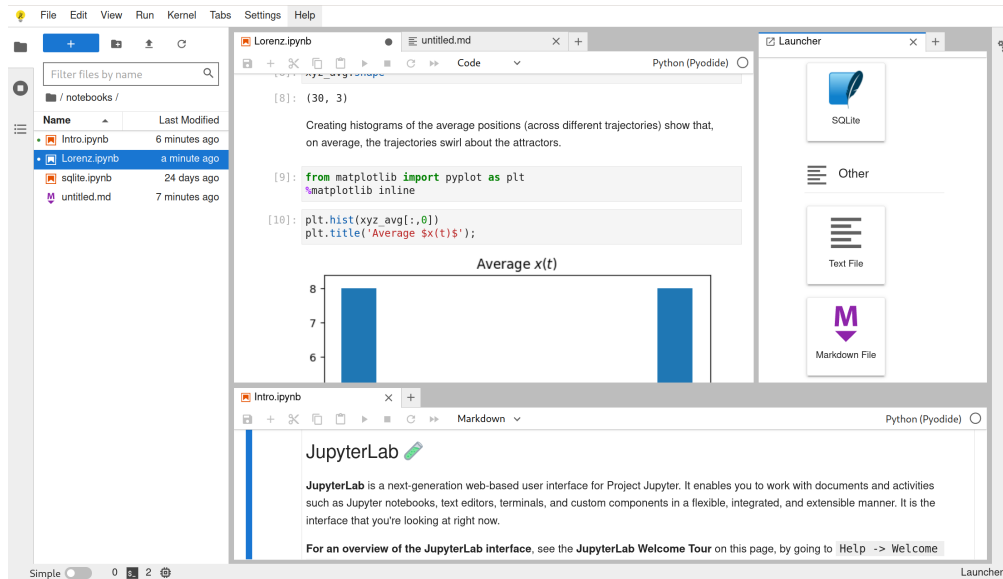 File Edit View Run Kernel Tabs Settings Help
+
Filter files by name
/ notebooks /
Name Last Modified
Intro.ipynb 6 minutes ago
Lorenz.ipynb a minute ago
sqlite.ipynb 24 days ago
untitled.md 7 minutes ago
Lorenz.ipynb untitled.md
Code Python (Pyodide)
[8]: (30, 3)
Creating histograms of the average positions (across different trajectories) show that,
on average, the trajectories swirl about the attractors.
[9]: from matplotlib import pyplot as plt
%matplotlib inline
[10]: plt.hist(xyz_avg[:,0])
plt.title('Average $x(t)$');
Average x(t)
8
7
6
Launcher
SQLite
Other
Text File
M
Markdown File
Intro.ipynb
Markdown Python (Pyodide)
JupyterLab
JupyterLab is a next-generation web-based user interface for Project Jupyter. It enables you to work with documents and activities
such as Jupyter notebooks, text editors, terminals, and custom components in a flexible, integrated, and extensible manner. It is the
interface that you're looking at right now.
For an overview of the JupyterLab interface, see the JupyterLab Welcome Tour on this page, by going to Help -> Welcome
Simple 0 2 Launcher